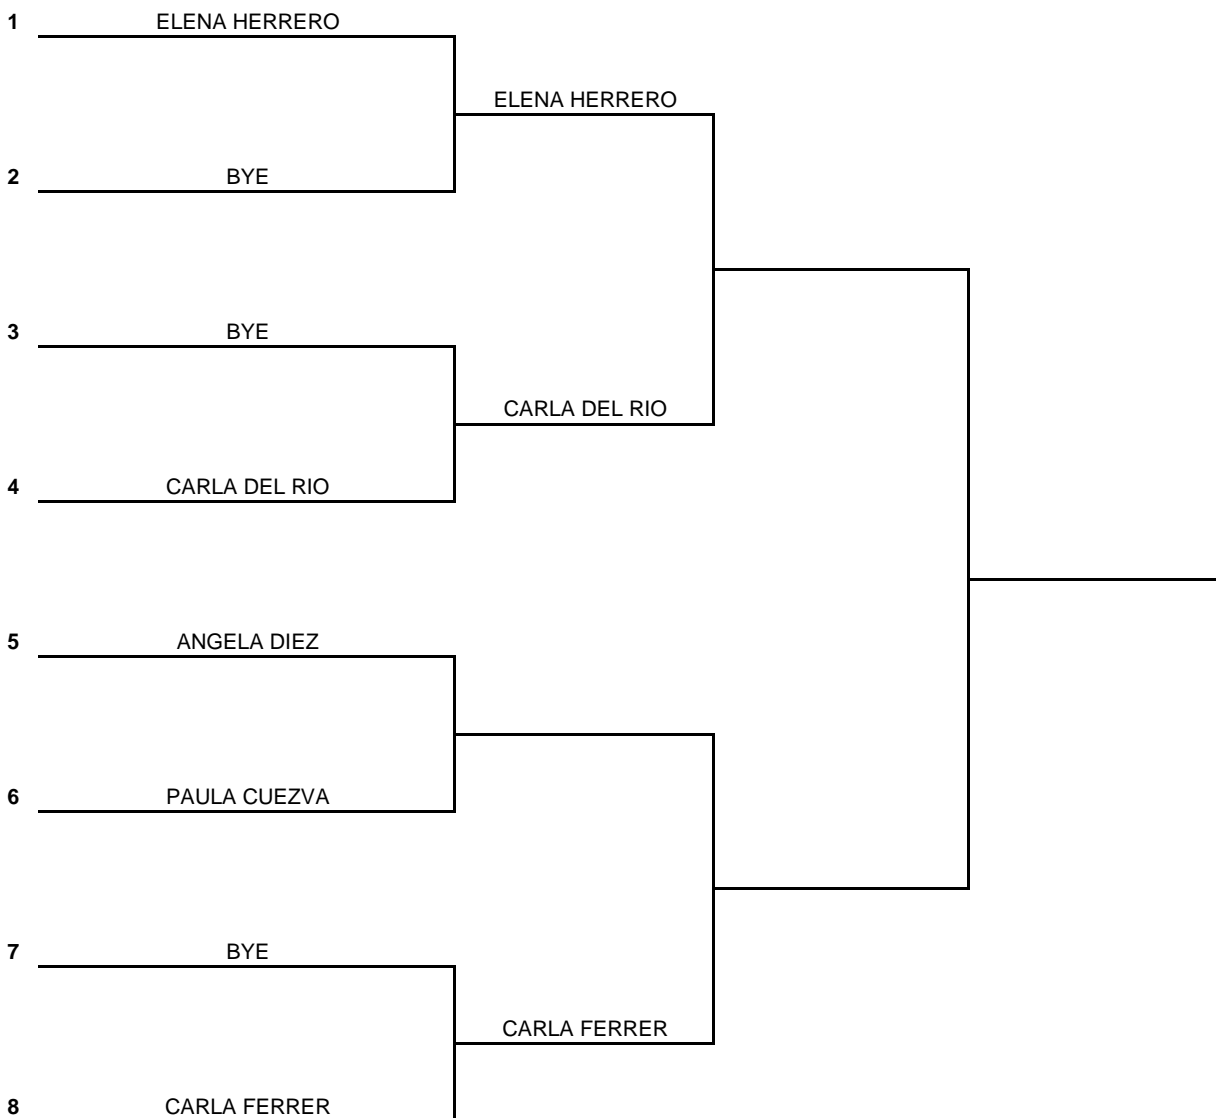 1 ELENA HERRERO
ELENA HERRERO
2 BYE
3 BYE
CARLA DEL RIO
4 CARLA DEL RIO
5 ANGELA DIEZ
6 PAULA CUEZVA
7 BYE
CARLA FERRER
8 CARLA FERRER